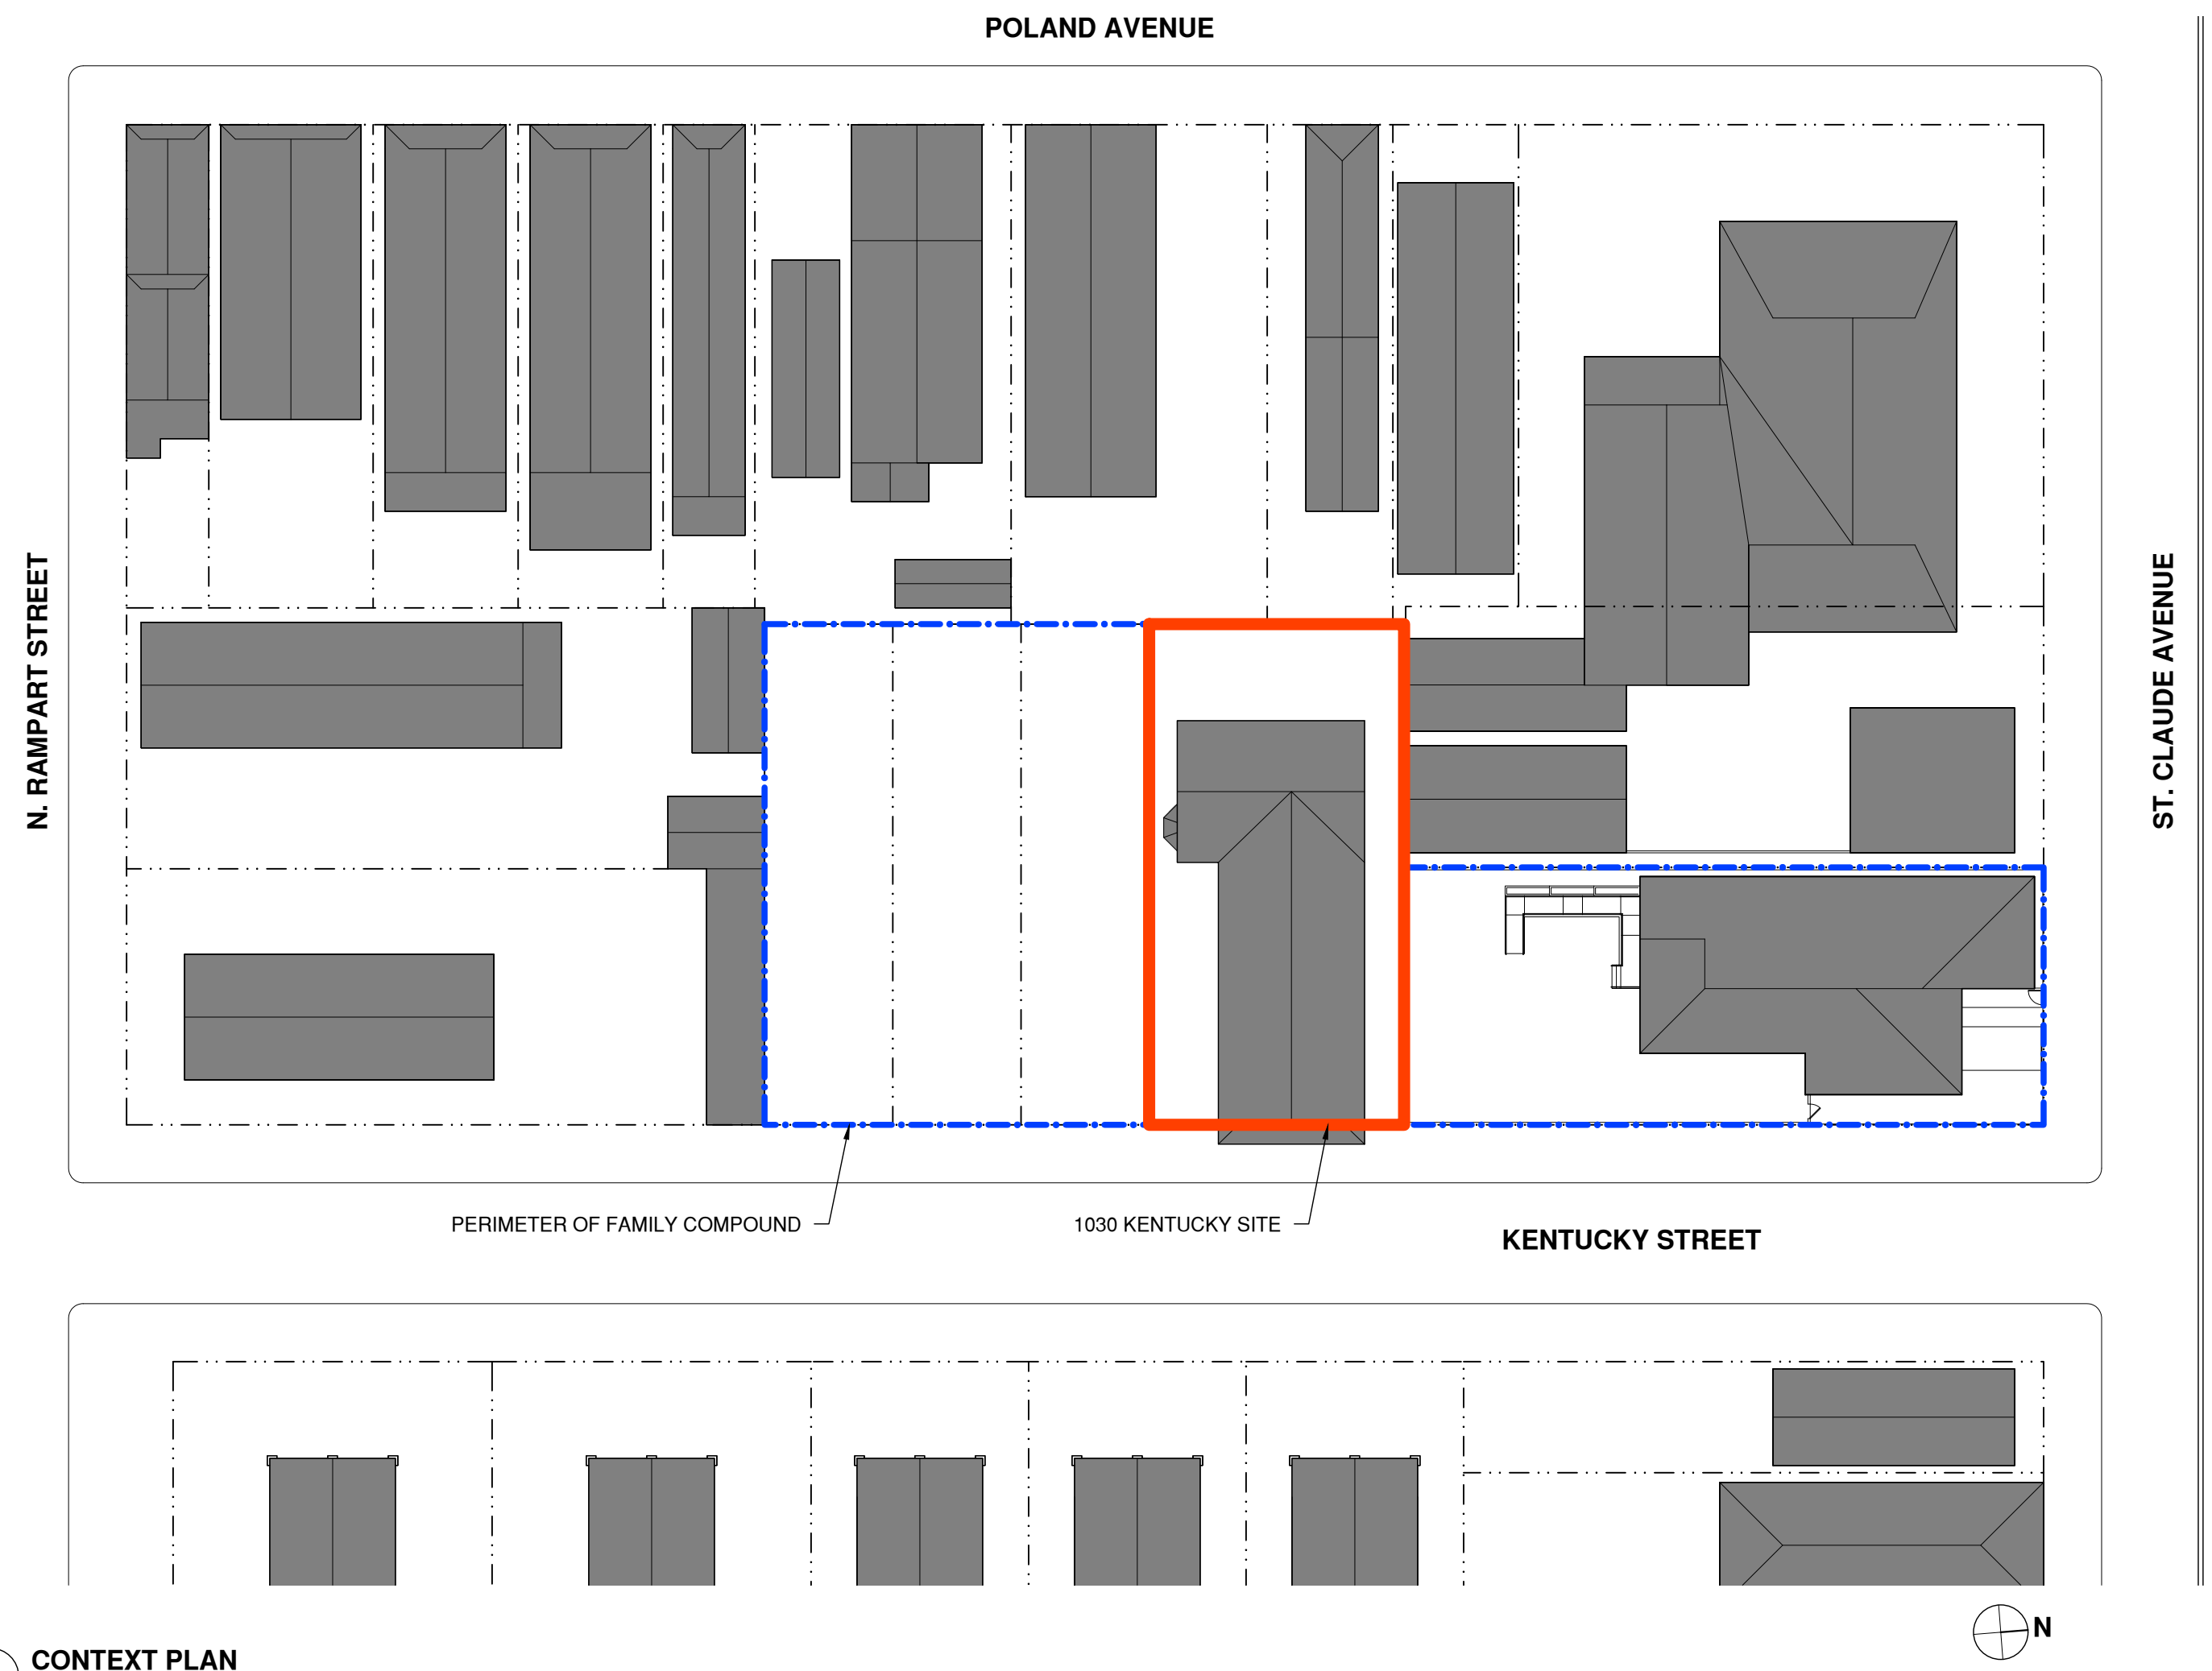 POLAND AVENUE
N. RAMPART STREET
ST. CLAUDE AVENUE
PERIMETER OF FAMILY COMPOUND
1030 KENTUCKY SITE
KENTUCKY STREET
N
CONTEXT PLAN